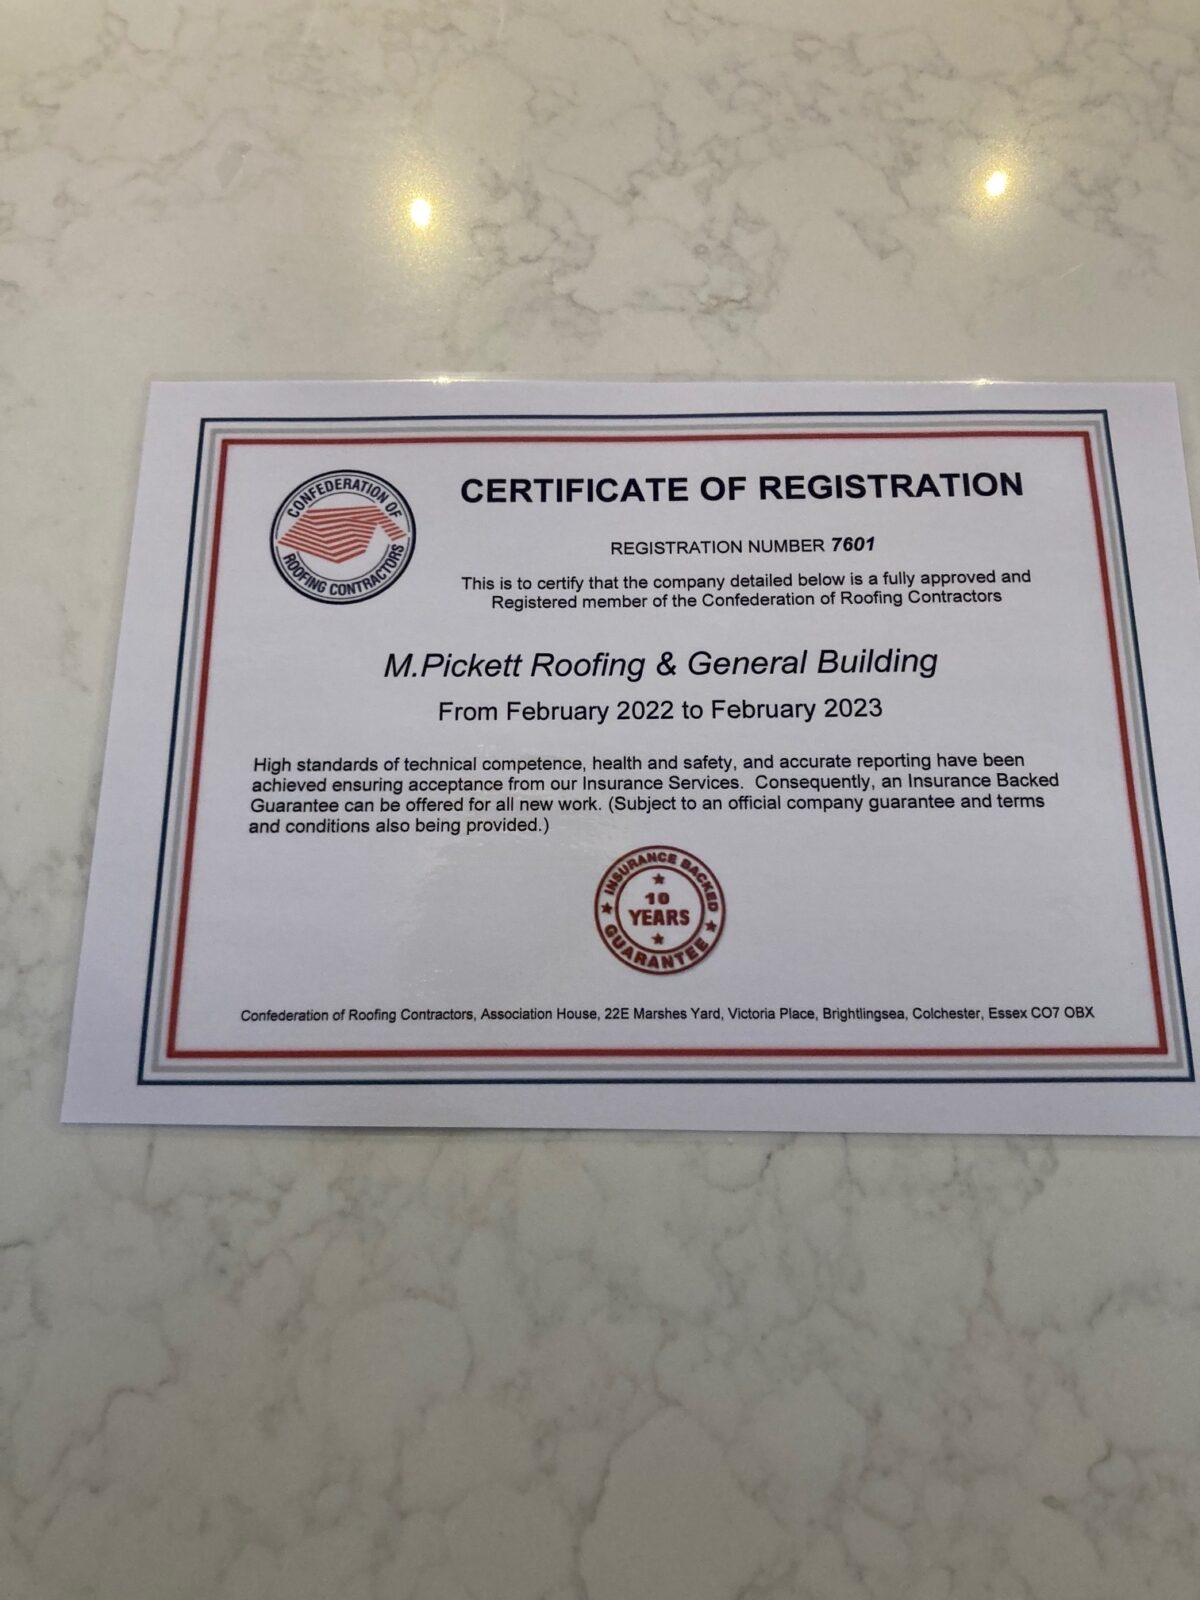 CONFEDERATION OF
ROOFING CONTRACTORS
CERTIFICATE OF REGISTRATION
REGISTRATION NUMBER 7601
This is to certify that the company detailed below is a fully approved and
Registered member of the Confederation of Roofing Contractors
M.Pickett Roofing & General Building
From February 2022 to February 2023
High standards of technical competence, health and safety, and accurate reporting have been
achieved ensuring acceptance from our Insurance Services. Consequently, an Insurance Backed
Guarantee can be offered for all new work. (Subject to an official company guarantee and terms
and conditions also being provided.)
INSURANCE BACKED
10
YEARS
GUARANTEE
Confederation of Roofing Contractors, Association House, 22E Marshes Yard, Victoria Place, Brightlingsea, Colchester, Essex CO7 OBX